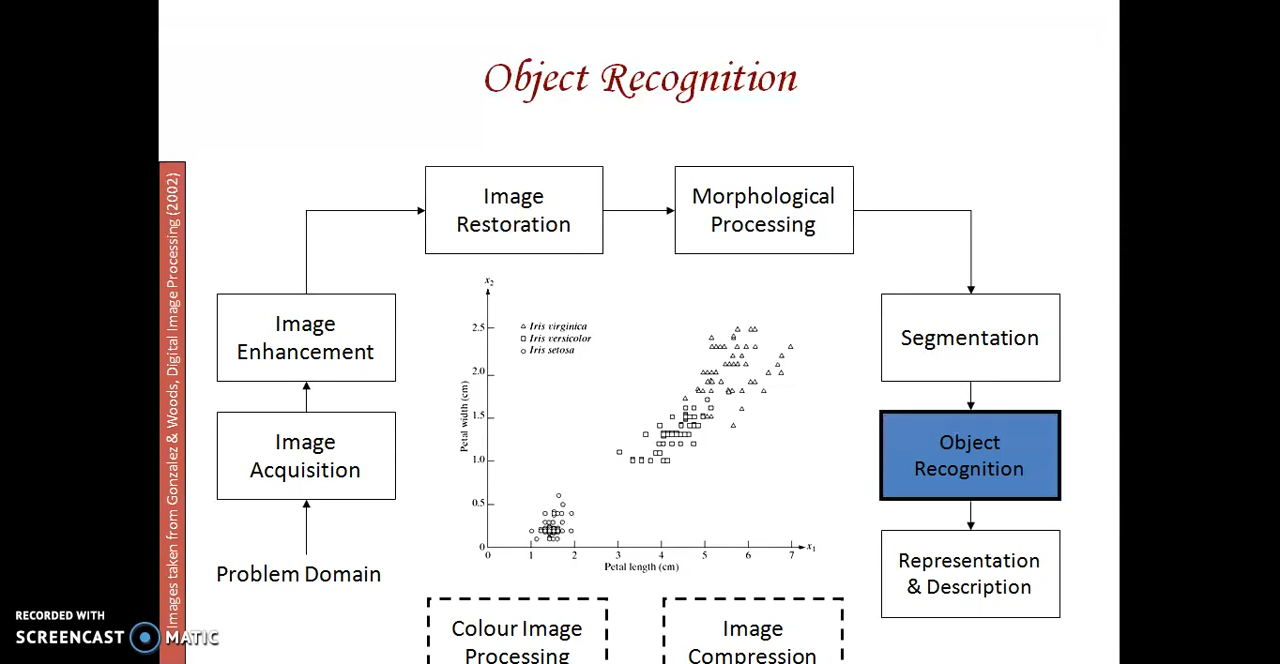 Object Recognition
Images taken from Gonzalez & Woods, Digital Image Processing (2002)
Image
Restoration
Morphological
Processing
Image
Enhancement
Segmentation
Image
Acquisition
Object
Recognition
Problem Domain
Representation
& Description
x2
2.5
2.0
1.5
1.0
0.5
0
Petal width (cm)
Iris virginica
Iris versicolor
Iris setosa
0 1 2 3 4 5 6 7
x1
Petal length (cm)
Colour Image
Processing
Image
Compression
RECORDED WITH
SCREENCAST MATIC